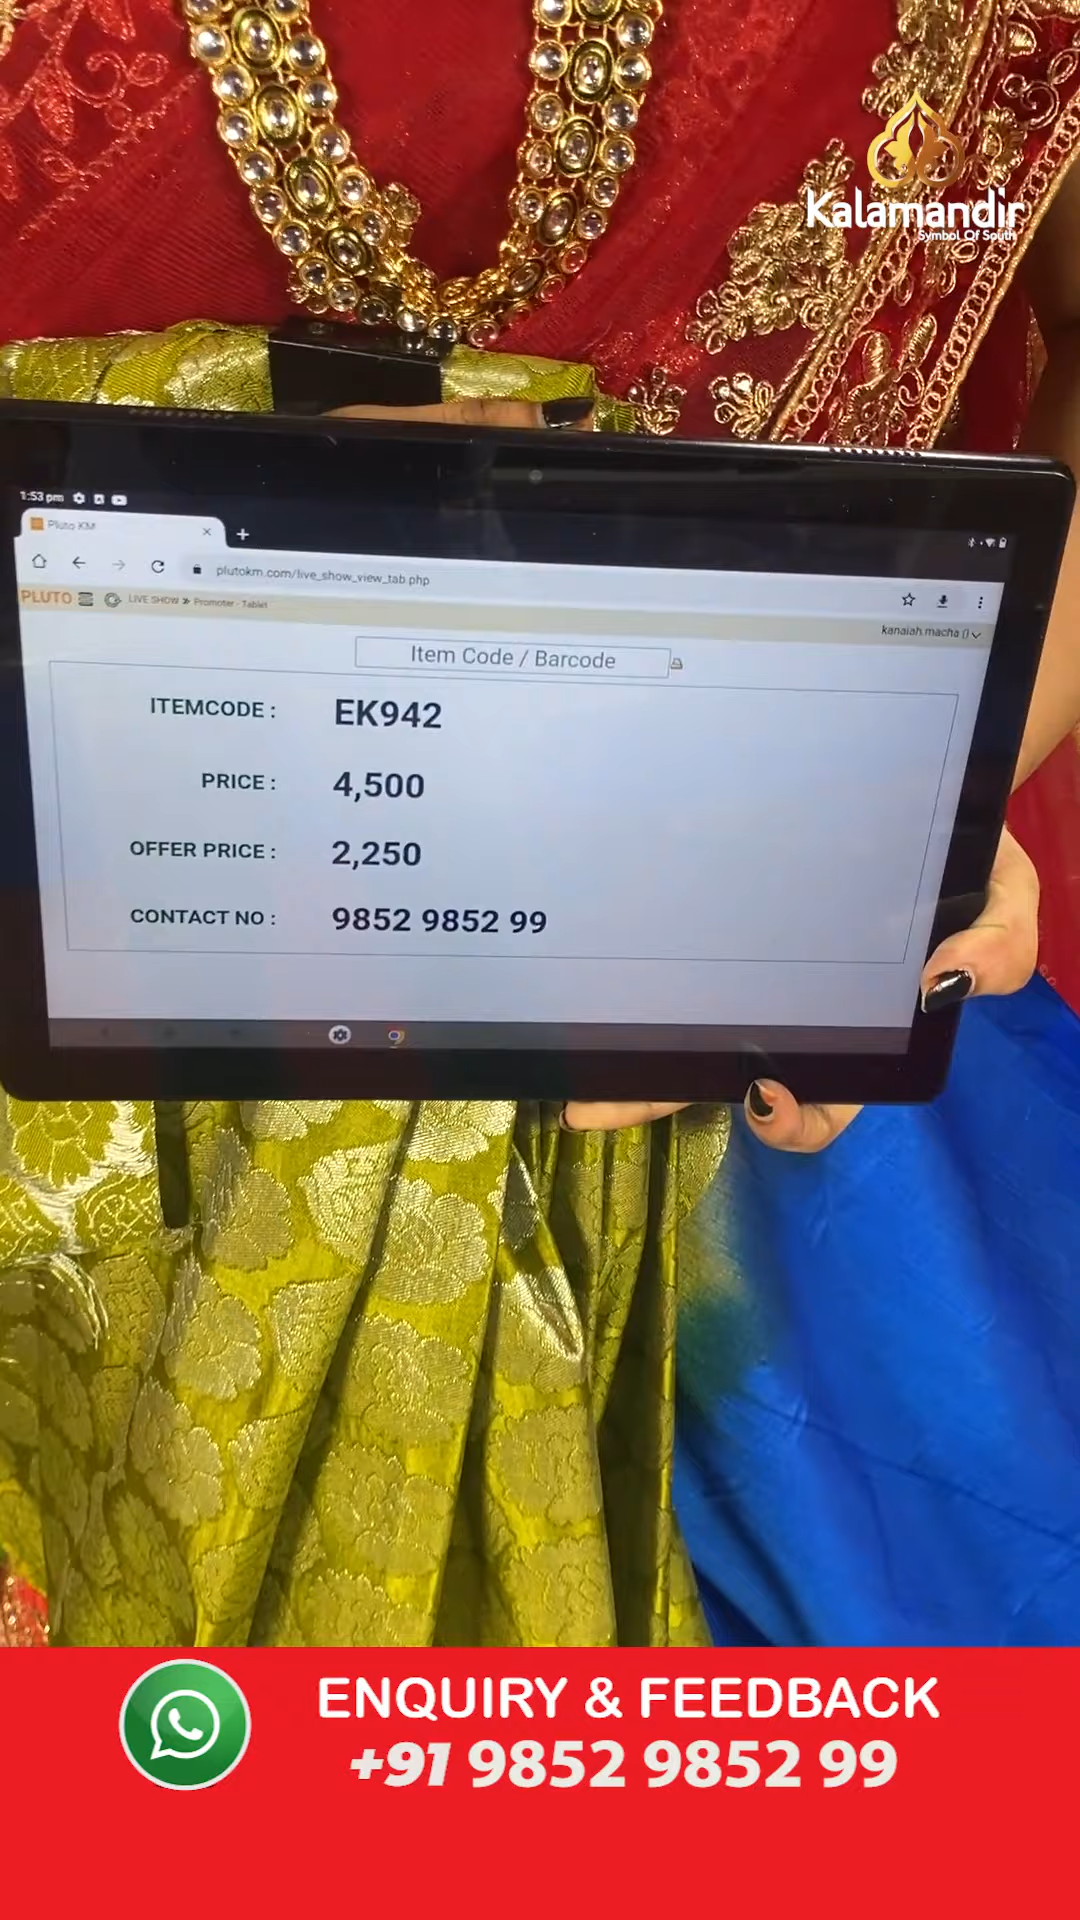 Kalamandir
Symbol Of South
1:53 pm
Pluto KM
plutokm.com/live_show_view_tab.php
PLUTO
LIVE SHOW
Promoter - Tablet
kanaiah.macha ()
Item Code / Barcode
ITEMCODE : EK942
PRICE : 4,500
OFFER PRICE : 2,250
CONTACT NO : 9852 9852 99
ENQUIRY & FEEDBACK
+91 9852 9852 99